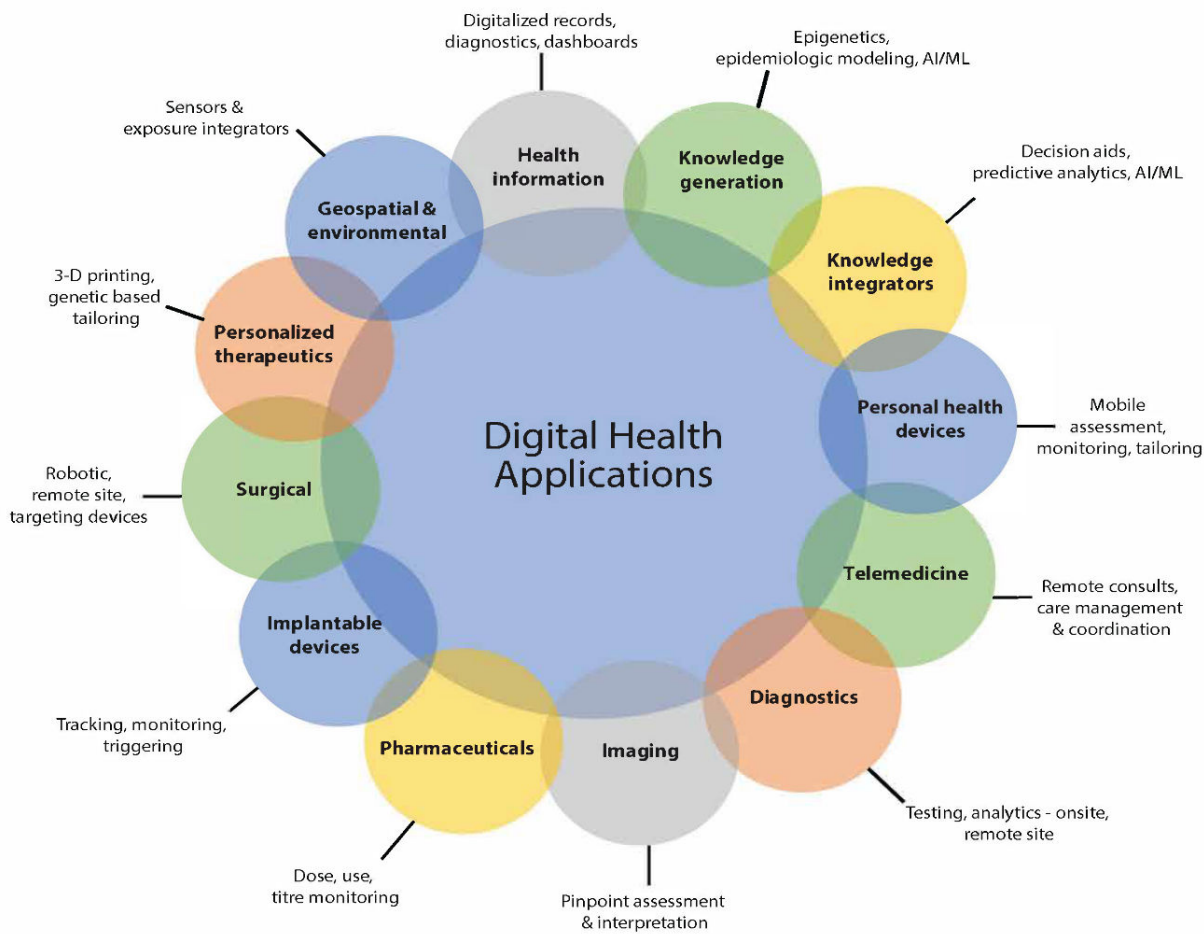 Digitalized records,
diagnostics, dashboards
Epigenetics,
epidemiologic modeling, AI/ML
Sensors &
exposure integrators
Health
information
Knowledge
generation
Decision aids,
predictive analytics, AI/ML
Geospatial &
environmental
Knowledge
integrators
3-D printing,
genetic based
tailoring
Personalized
therapeutics
Personal health
devices
Mobile
assessment,
monitoring, tailoring
Digital Health
Applications
Robotic,
remote site,
targeting devices
Surgical
Telemedicine
Remote consults,
care management
& coordination
Implantable
devices
Diagnostics
Tracking, monitoring,
triggering
Pharmaceuticals
Imaging
Testing, analytics - onsite,
remote site
Dose, use,
titre monitoring
Pinpoint assessment
& interpretation